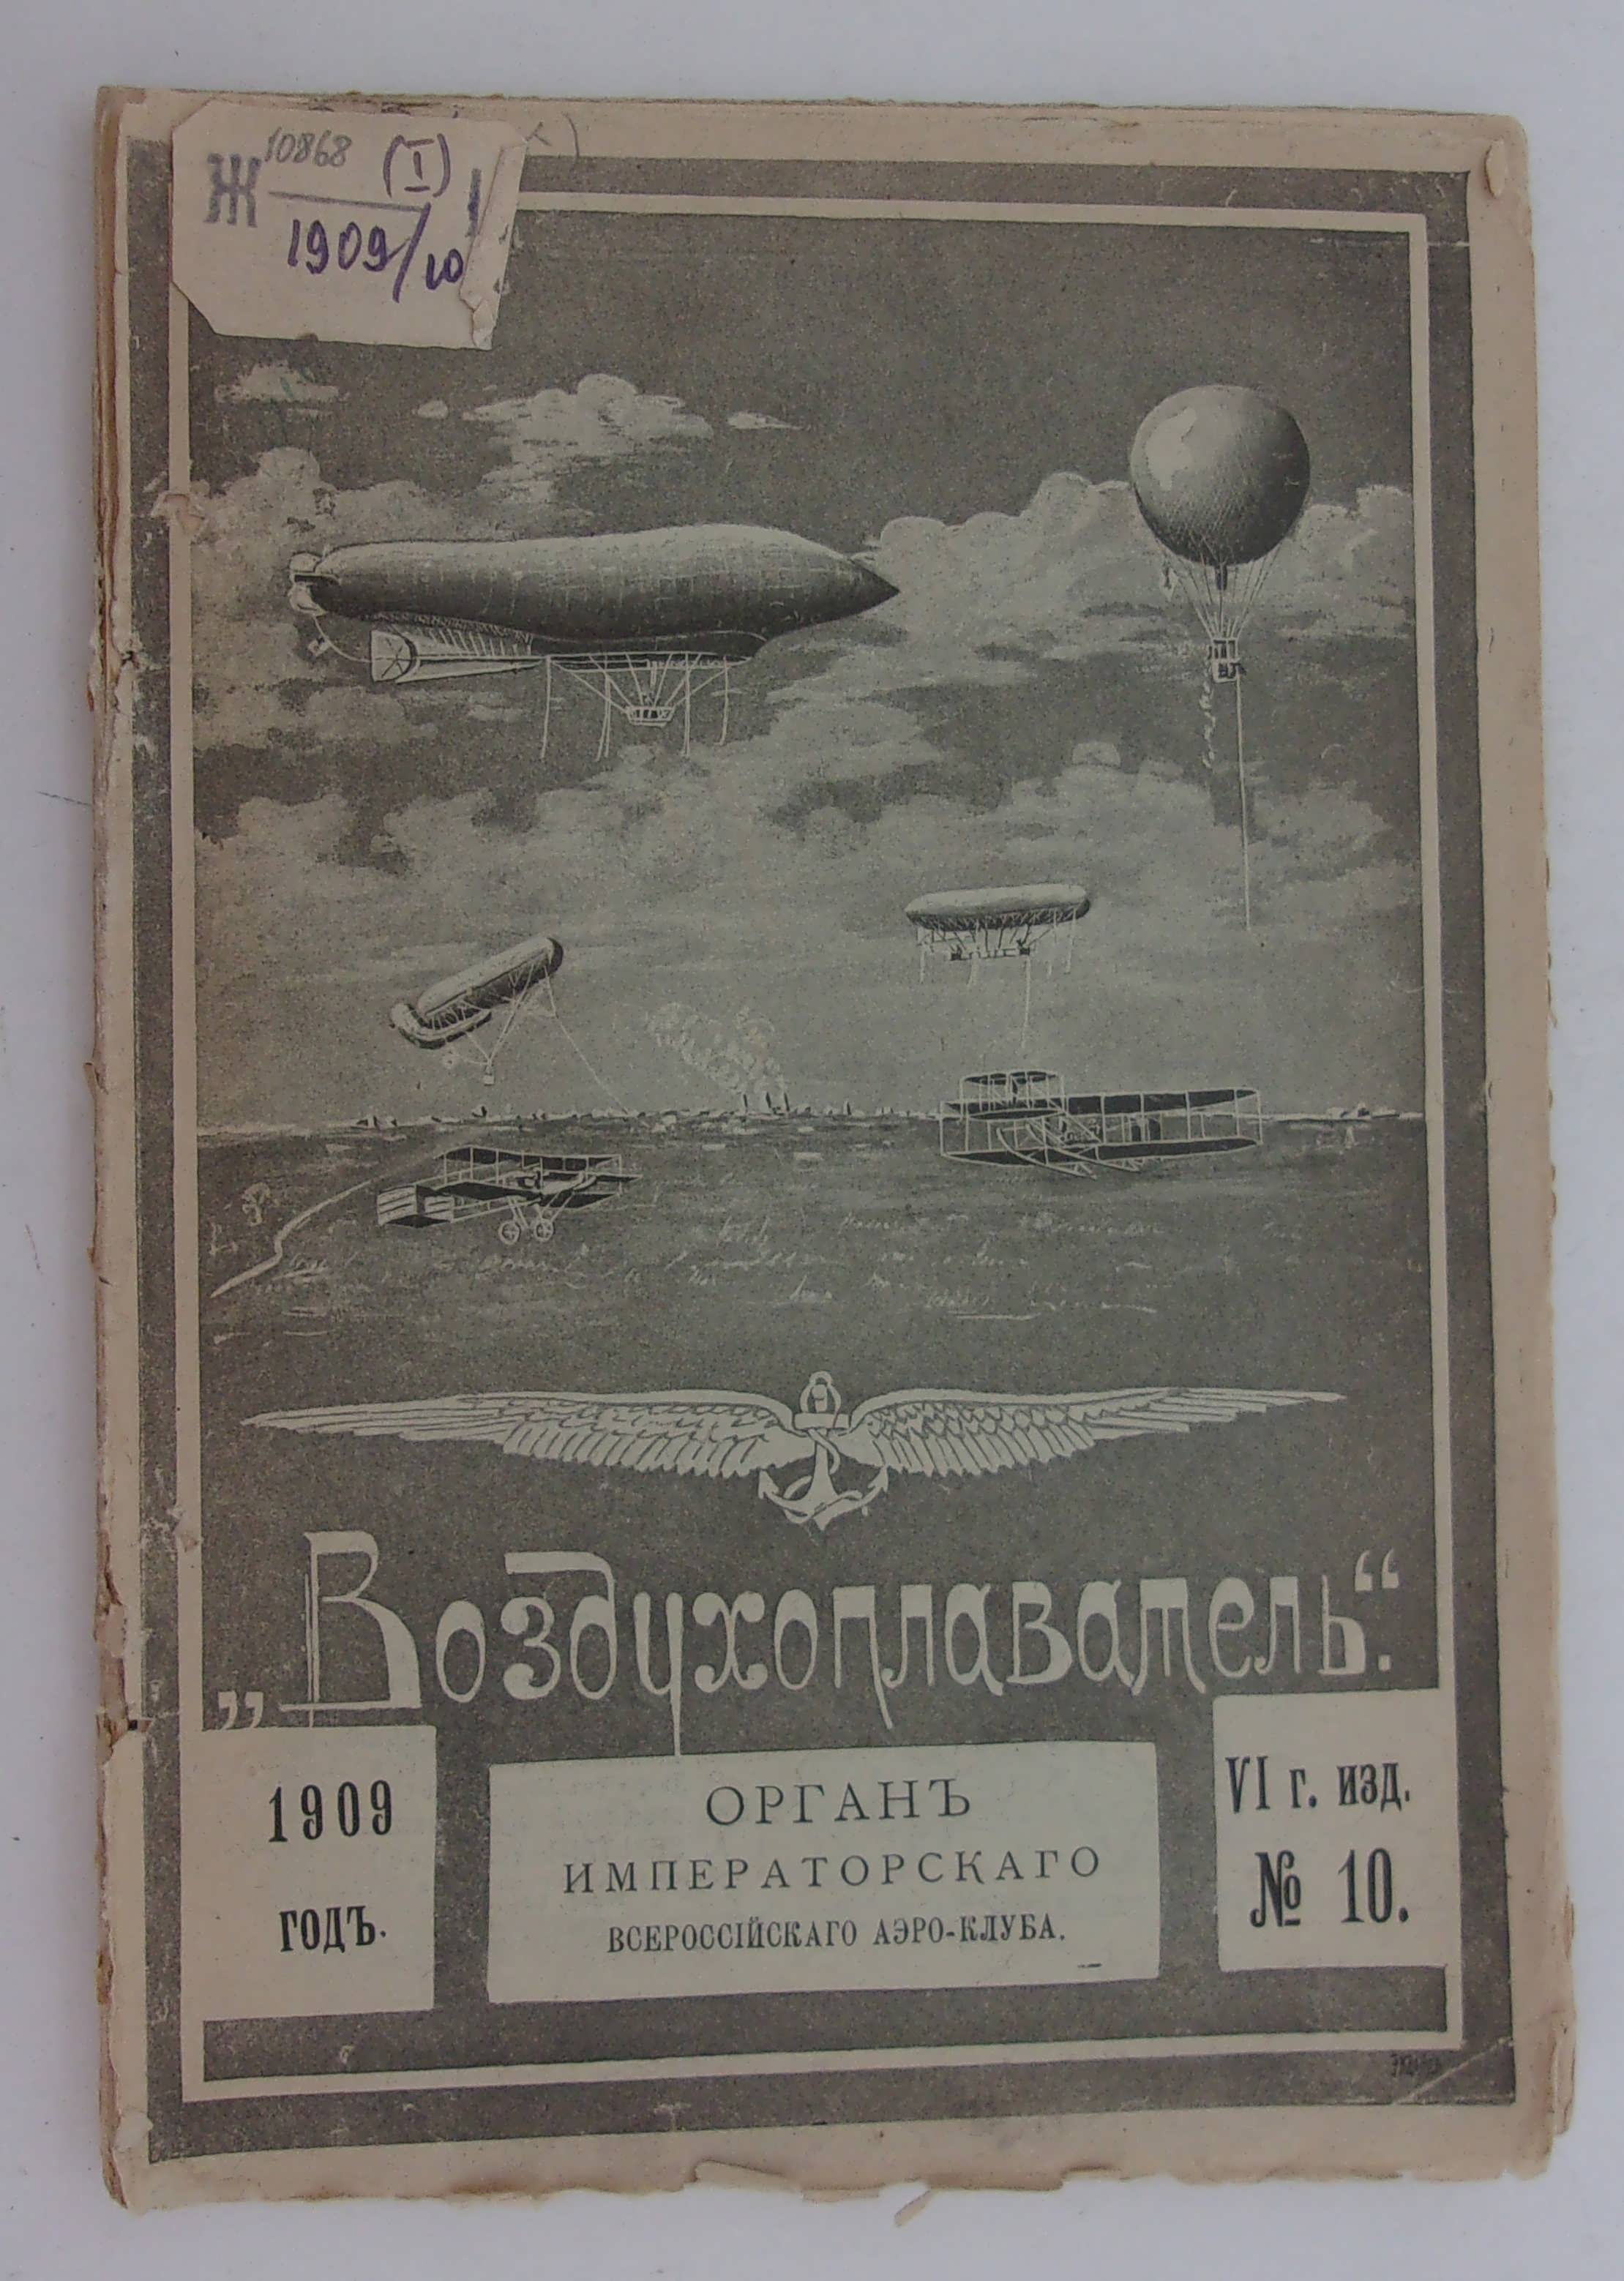 Ж 10868 (I)
1909/10
„Воздухоплаватель“.
1909
ГОДЪ.
ОРГАНЪ
ИМПЕРАТОРСКАГО
ВСЕРОССІЙСКАГО АЭРО-КЛУБА.
VI г. изд.
№ 10.